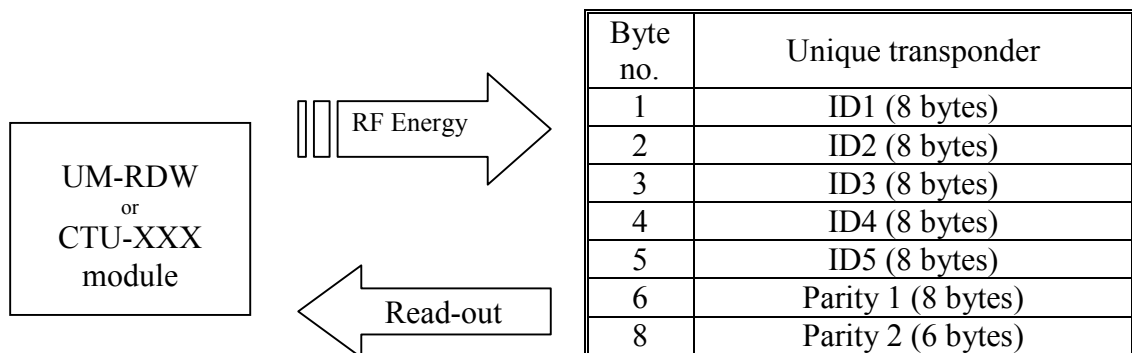 UM-RDW
or
CTU-XXX
module
RF Energy
Read-out
Byte
no.
Unique transponder
1 ID1 (8 bytes)
2 ID2 (8 bytes)
3 ID3 (8 bytes)
4 ID4 (8 bytes)
5 ID5 (8 bytes)
6 Parity 1 (8 bytes)
8 Parity 2 (6 bytes)